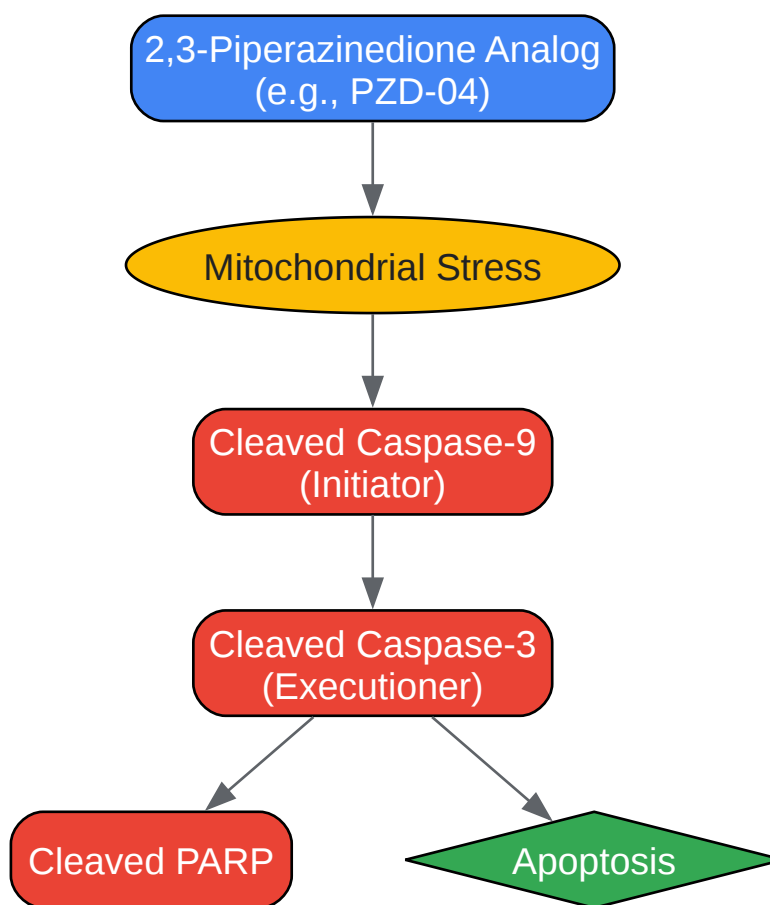 2,3-Piperazinedione Analog
(e.g., PZD-04)
Mitochondrial Stress
Cleaved Caspase-9
(Initiator)
Cleaved Caspase-3
(Executioner)
Cleaved PARP
Apoptosis